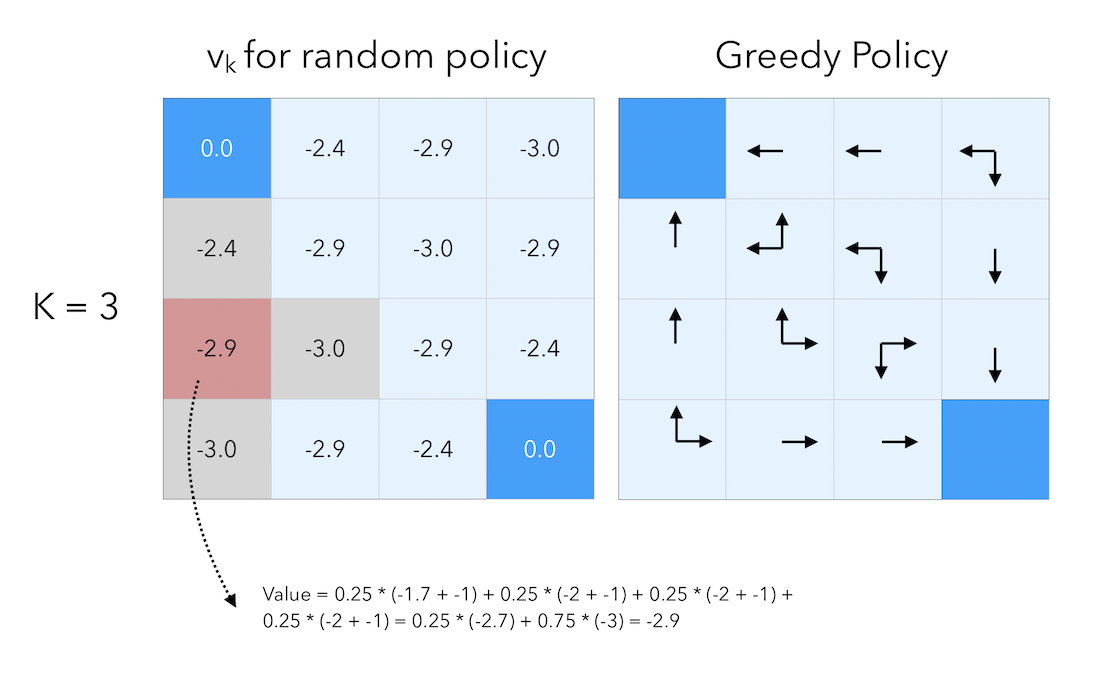 vk for random policy
Greedy Policy
K = 3
0.0 -2.4 -2.9 -3.0
-2.4 -2.9 -3.0 -2.9
-2.9 -3.0 -2.9 -2.4
-3.0 -2.9 -2.4 0.0
Value = 0.25 * (-1.7 + -1) + 0.25 * (-2 + -1) + 0.25 * (-2 + -1) +
0.25 * (-2 + -1) = 0.25 * (-2.7) + 0.75 * (-3) = -2.9